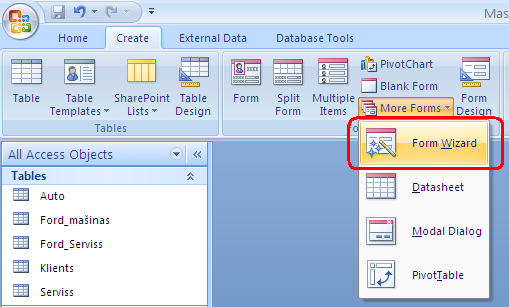 Mas
Home Create External Data Database Tools
Table
Table Templates
SharePoint Lists
Table Design
Tables
Form
Split Form
Multiple Items
PivotChart
Blank Form
More Forms
Form Design
Fo
All Access Objects
Tables
Auto
Ford_mašinas
Ford_Serviss
Klients
Serviss
Form Wizard
Datasheet
Modal Dialog
PivotTable